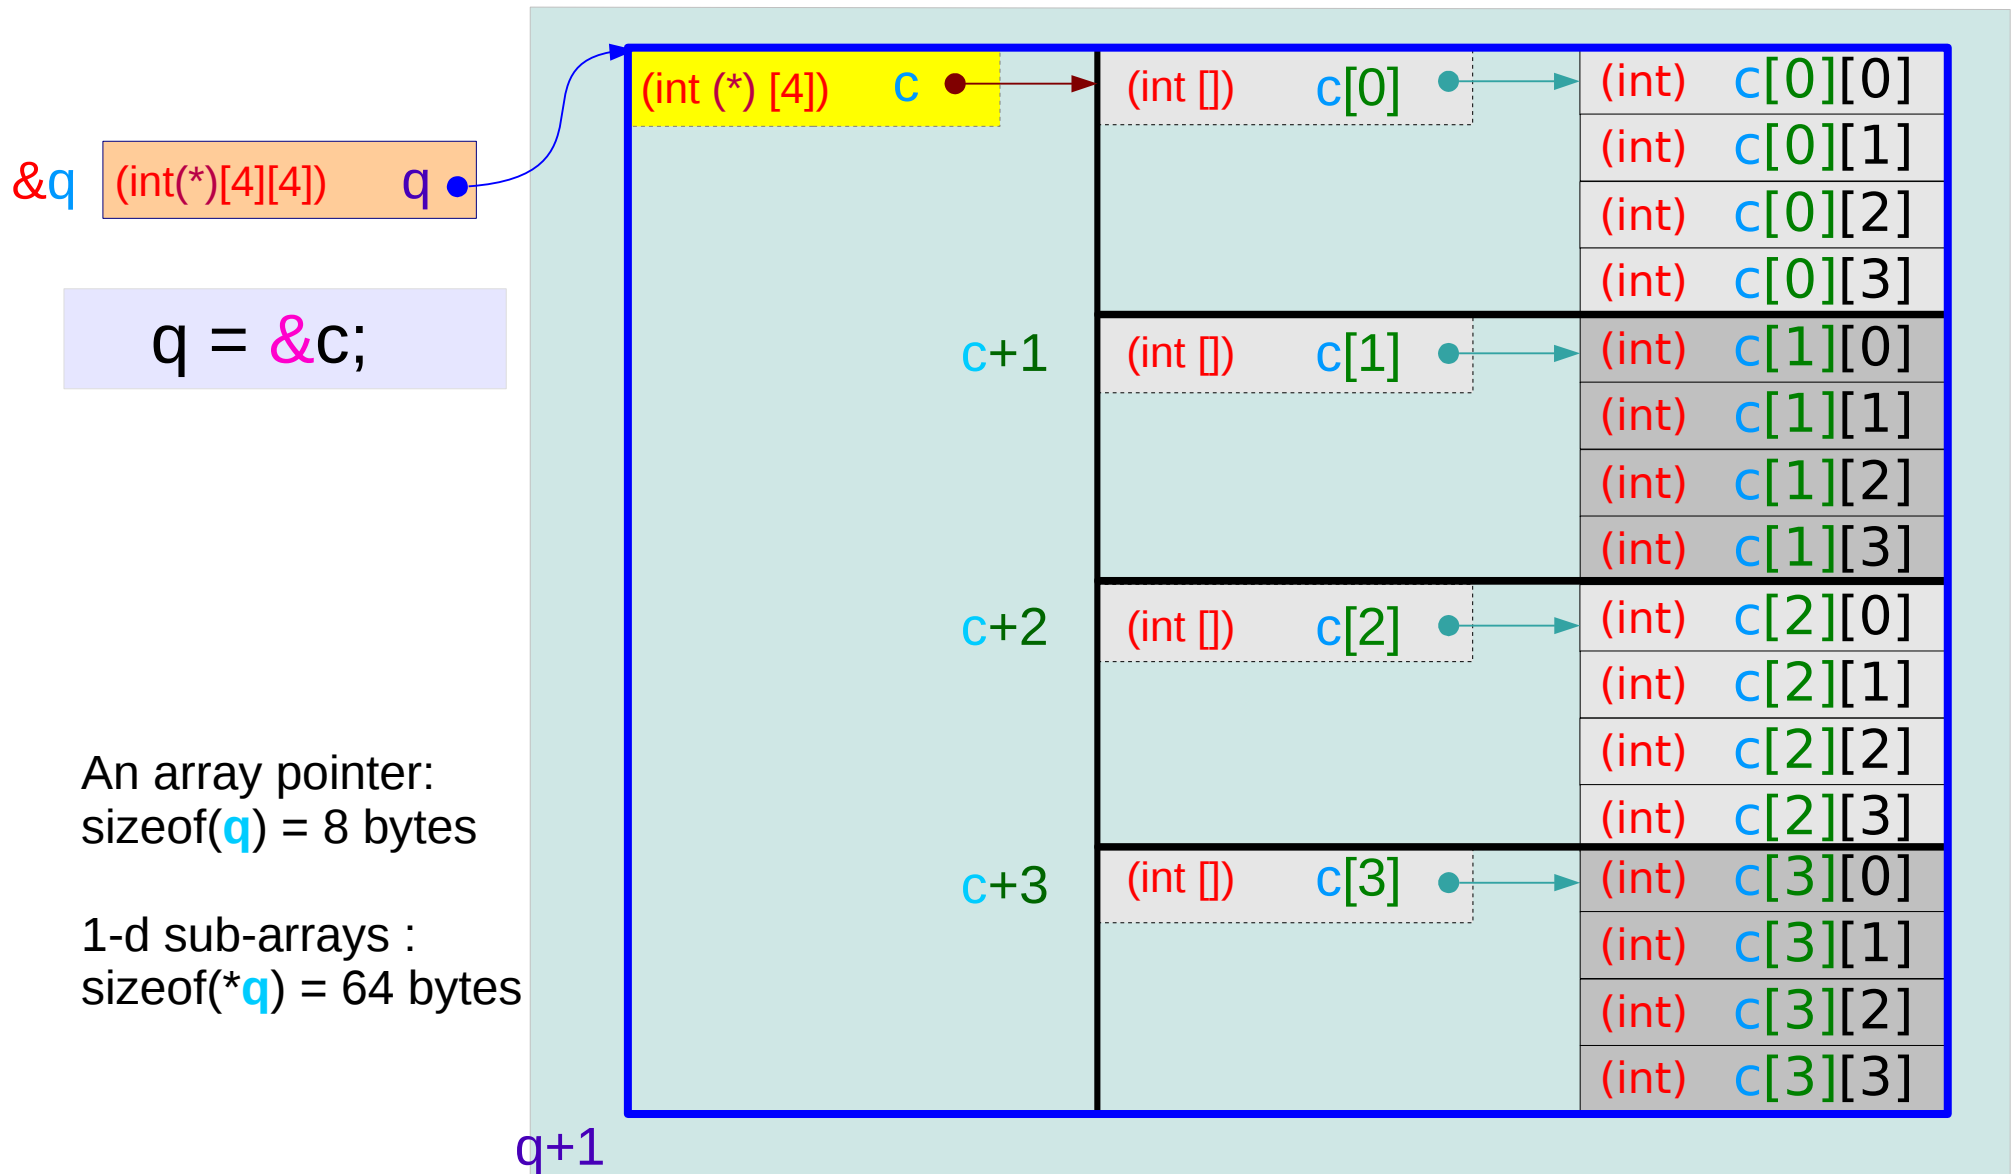 (int (*) [4]) c (int []) c[0] (int) c[0][0]
(int) c[0][1]
&q (int(*)[4][4]) q (int) c[0][2]
(int) c[0][3]
q = &c;
c+1 (int []) c[1] (int) c[1][0]
(int) c[1][1]
(int) c[1][2]
(int) c[1][3]
c+2 (int []) c[2] (int) c[2][0]
(int) c[2][1]
(int) c[2][2]
(int) c[2][3]
An array pointer:
sizeof(q) = 8 bytes
c+3 (int []) c[3] (int) c[3][0]
(int) c[3][1]
(int) c[3][2]
(int) c[3][3]
1-d sub-arrays :
sizeof(*q) = 64 bytes
q+1